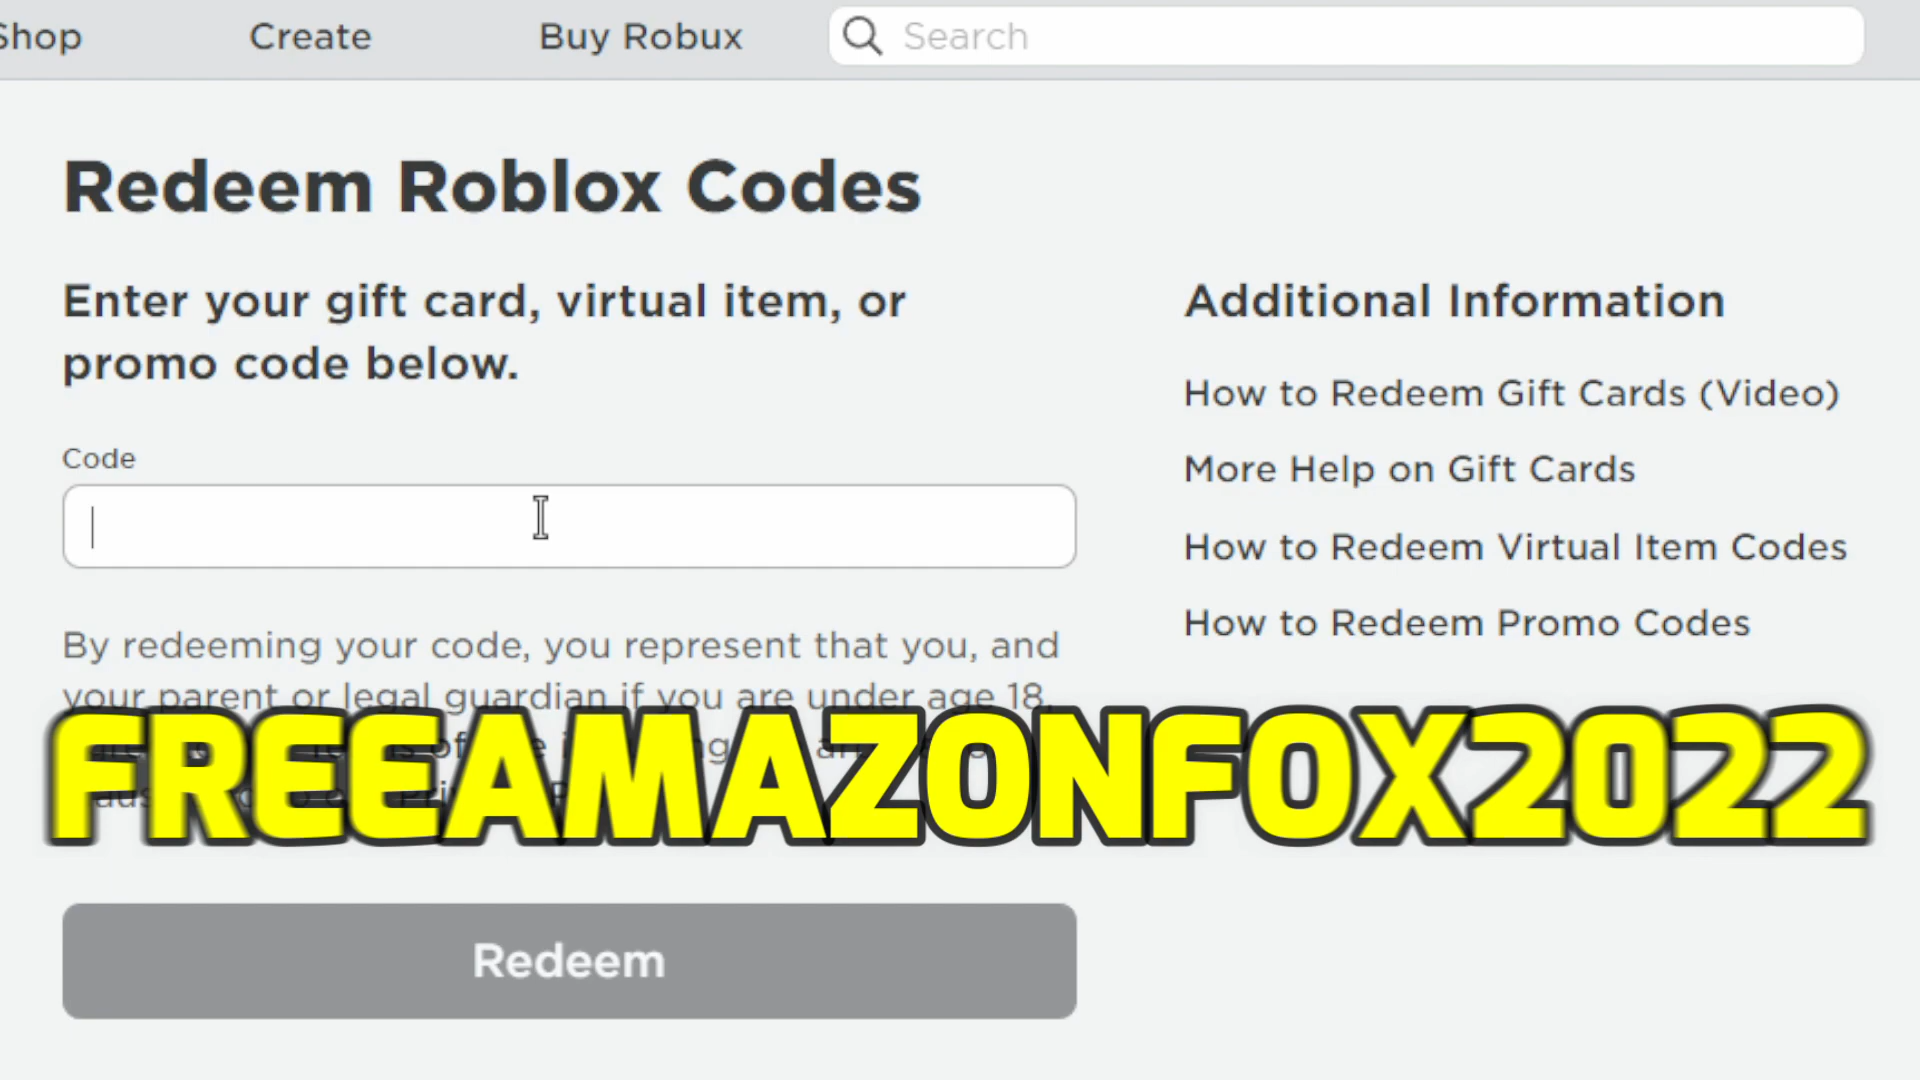 Shop Create Buy Robux Search
Redeem Roblox Codes
Enter your gift card, virtual item, or
promo code below.
Code
By redeeming your code, you represent that you, and
your parent or legal guardian if you are under age 18,
FREEAMAZONFOX2022
Redeem
Additional Information
How to Redeem Gift Cards (Video)
More Help on Gift Cards
How to Redeem Virtual Item Codes
How to Redeem Promo Codes